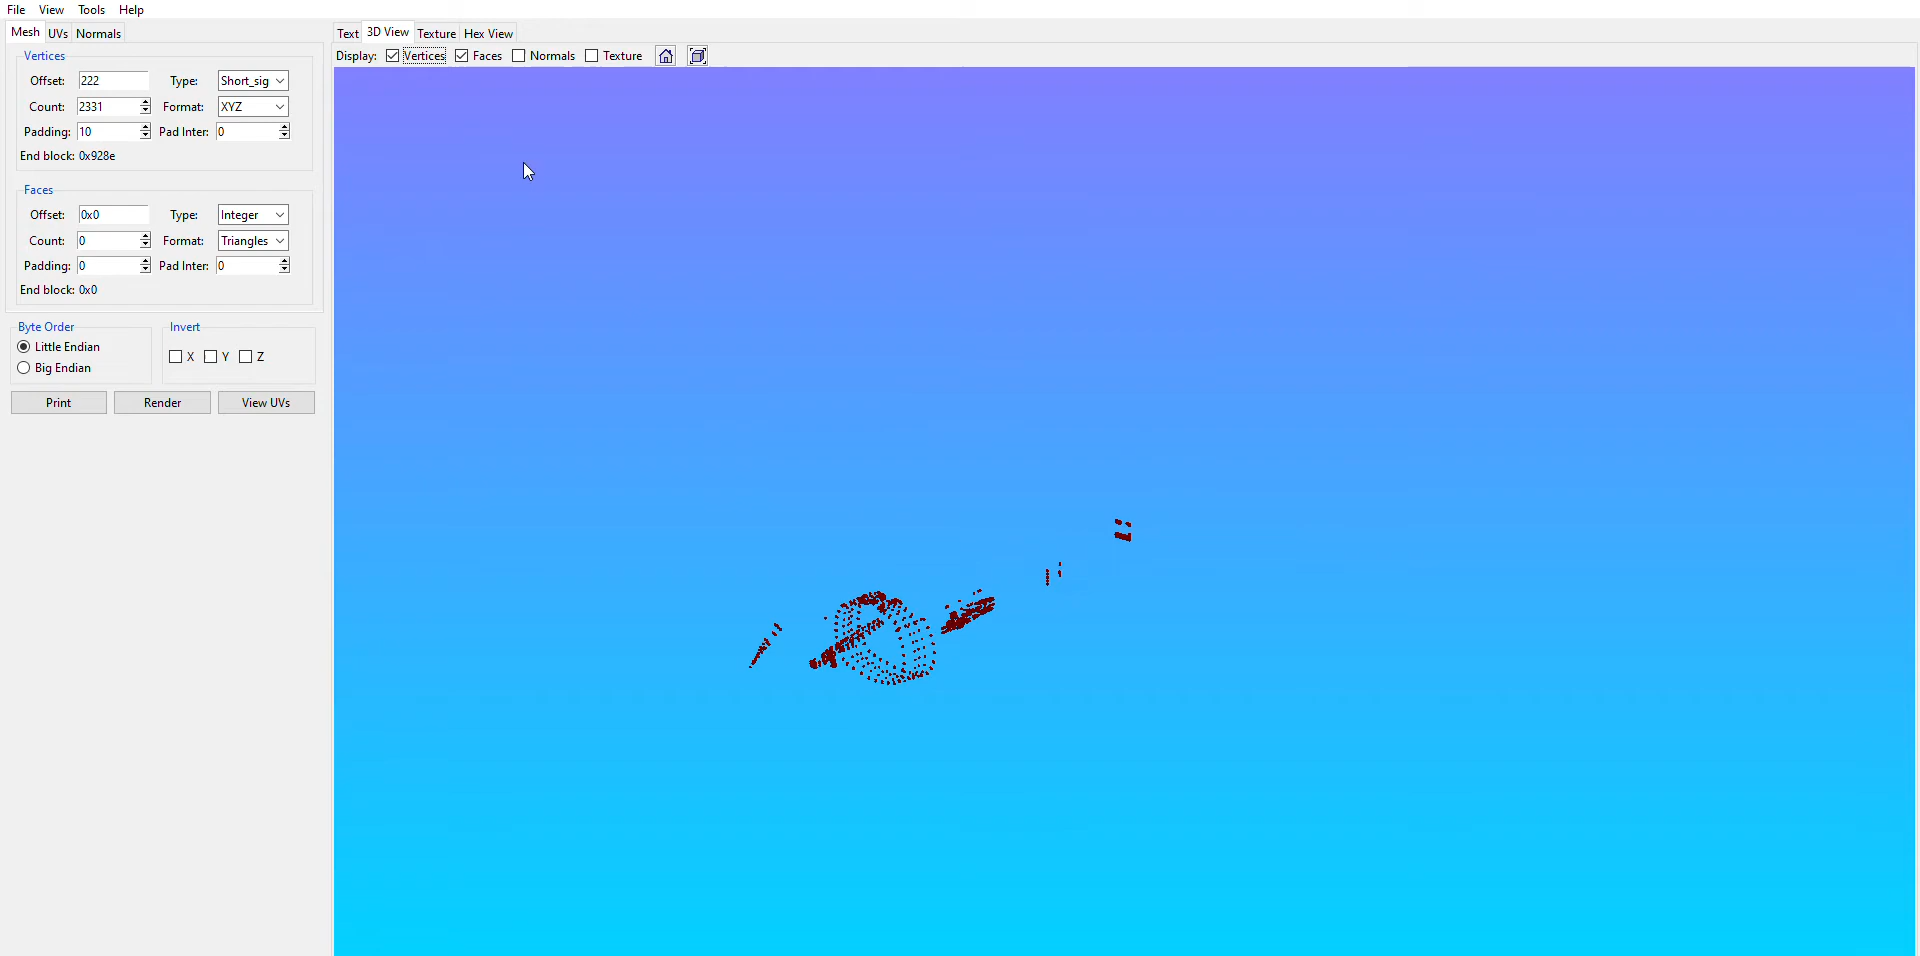 File View Tools Help
Mesh UVs Normals
Text 3D View Texture Hex View
Display: Vertices Faces Normals Texture
Vertices
Offset: 222 Type: Short_sig
Count: 2331 Format: XYZ
Padding: 10 Pad Inter: 0
End block: 0x928e
Faces
Offset: 0x0 Type: Integer
Count: 0 Format: Triangles
Padding: 0 Pad Inter: 0
End block: 0x0
Byte Order
Little Endian
Big Endian
Invert
X Y Z
Print Render View UVs